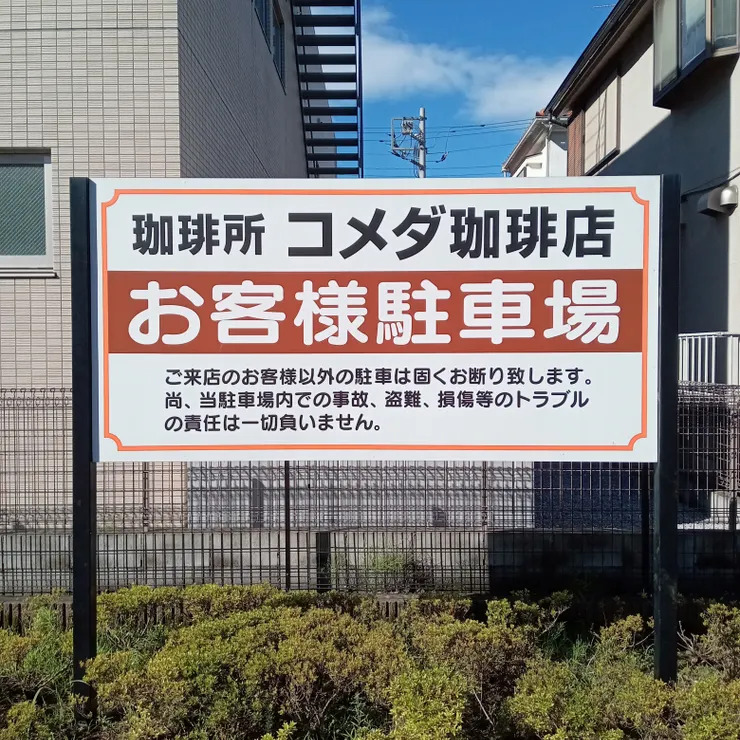 珈琲所 コメダ珈琲店
お客様駐車場
ご来店のお客様以外の駐車は固くお断り致します。
尚、当駐車場内での事故、盗難、損傷等のトラブル
の責任は一切負いません。